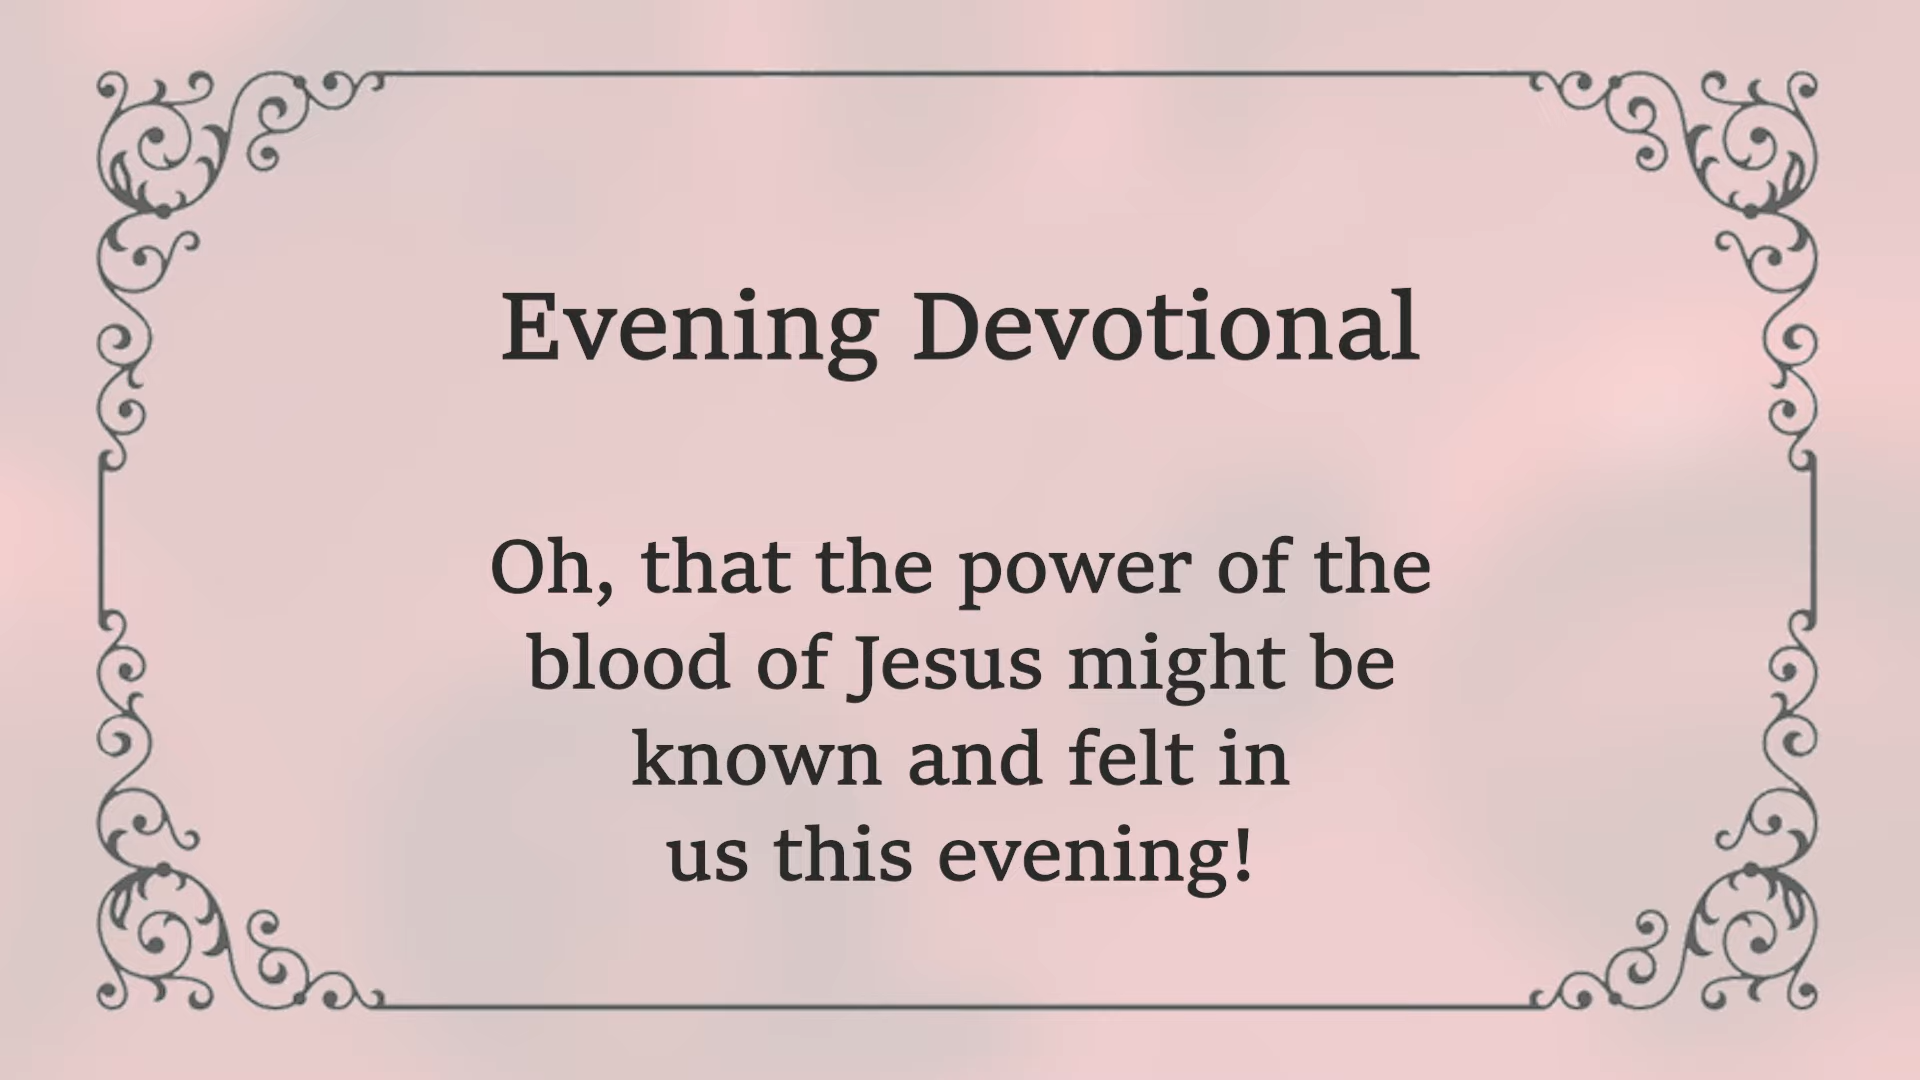 Evening Devotional
Oh, that the power of the
blood of Jesus might be
known and felt in
us this evening!